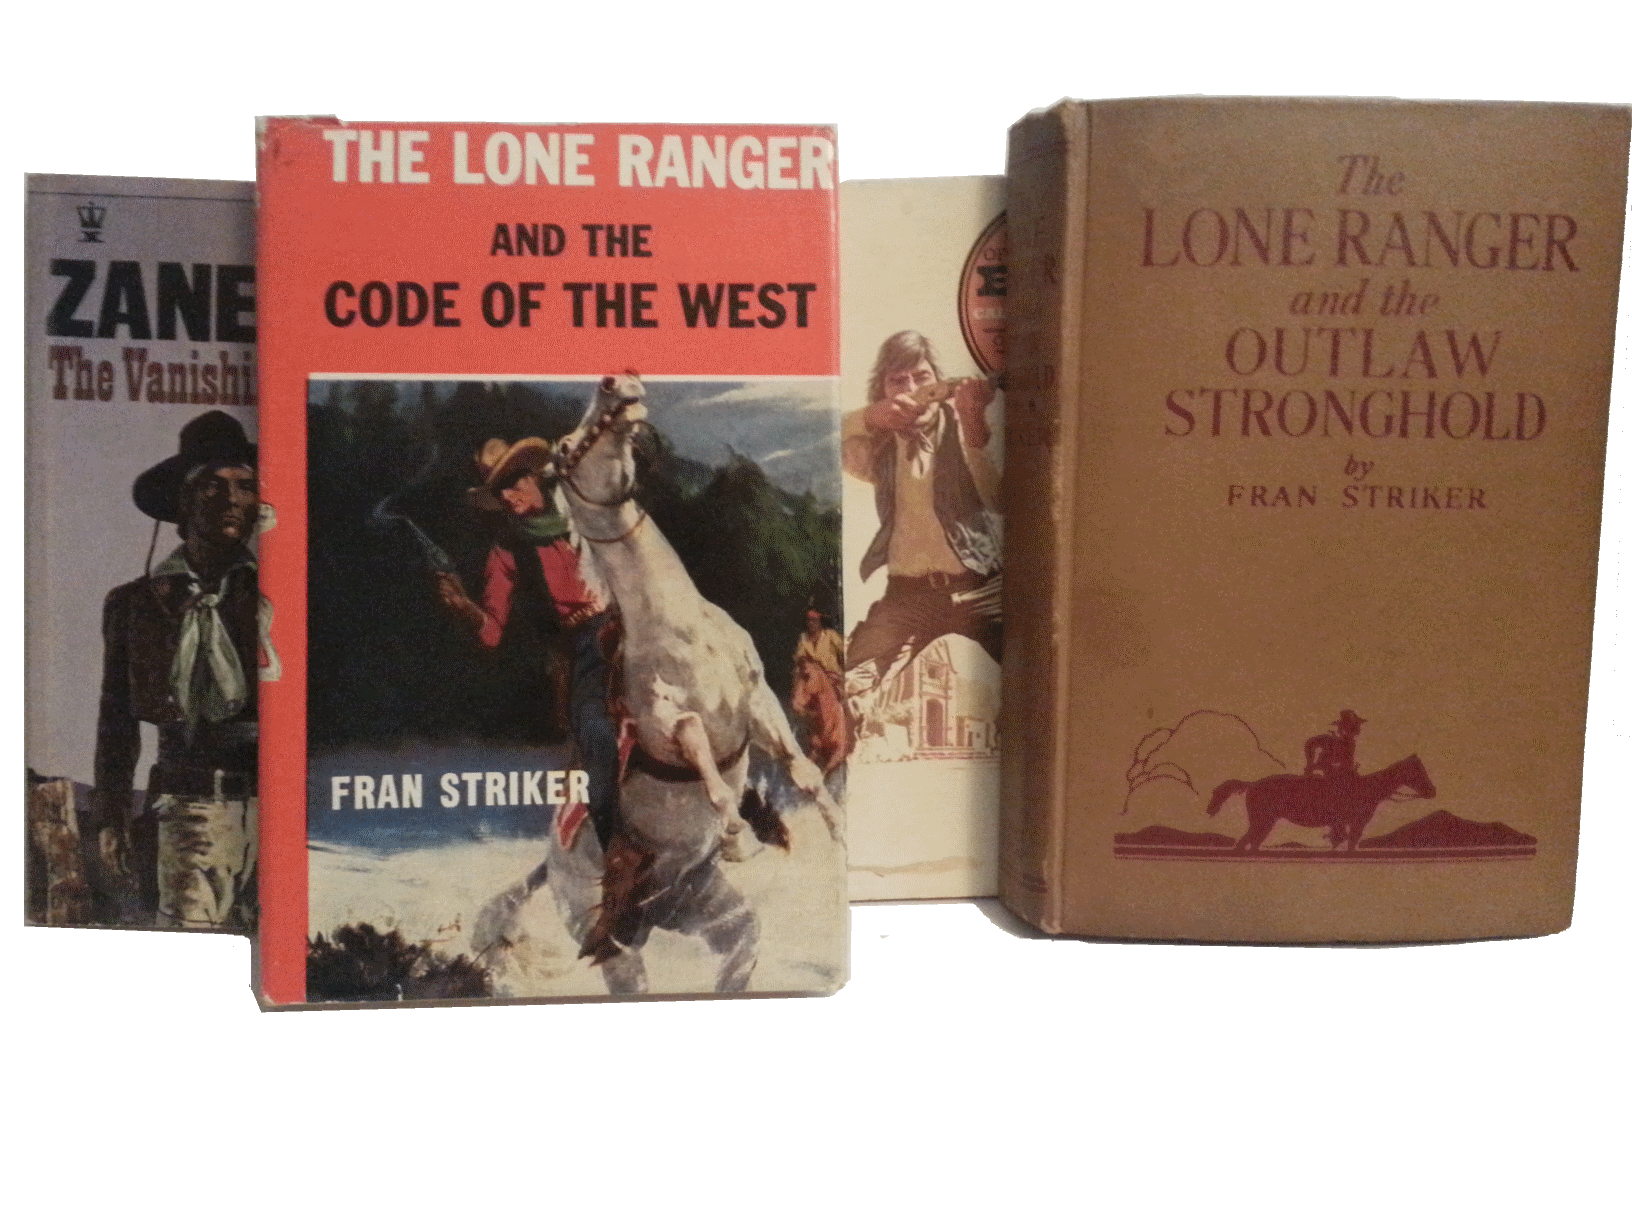 ZANE
The Vanishi
THE LONE RANGER
AND THE
CODE OF THE WEST
FRAN STRIKER
The
LONE RANGER
and the
OUTLAW
STRONGHOLD
by
FRAN STRIKER